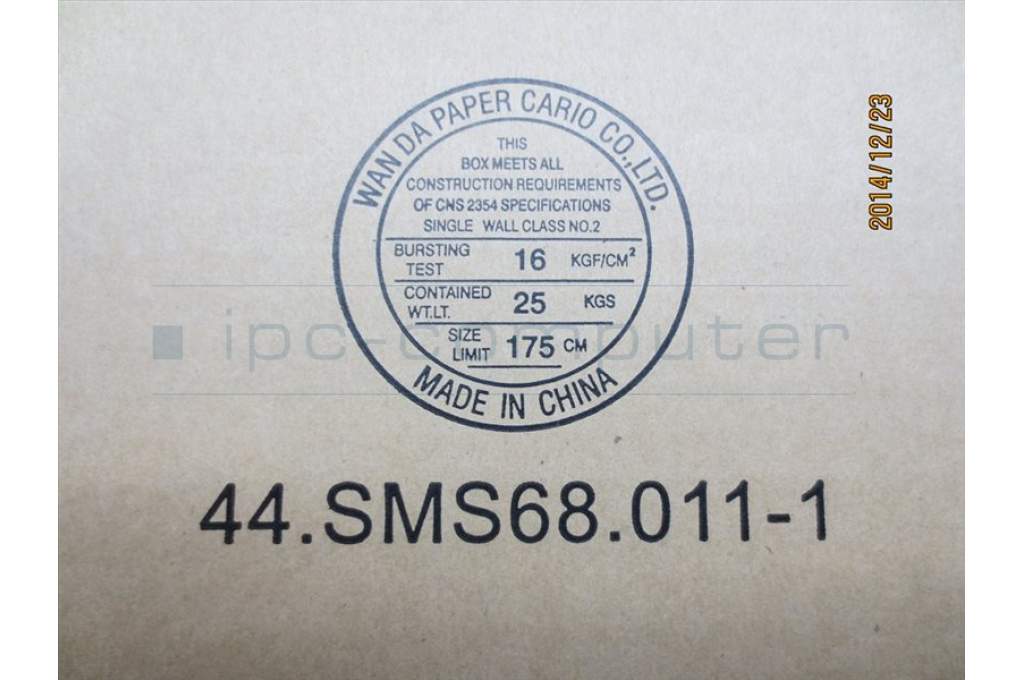 WAN DA PAPER CARIO CO.,LTD.
THIS
BOX MEETS ALL
CONSTRUCTION REQUIREMENTS
OF CNS 2354 SPECIFICATIONS
SINGLE WALL CLASS NO.2
BURSTING TEST 16 KGF/CM²
CONTAINED WT.LT. 25 KGS
SIZE LIMIT 175 CM
MADE IN CHINA
44.SMS68.011-1
2014/12/23
ipc-computer